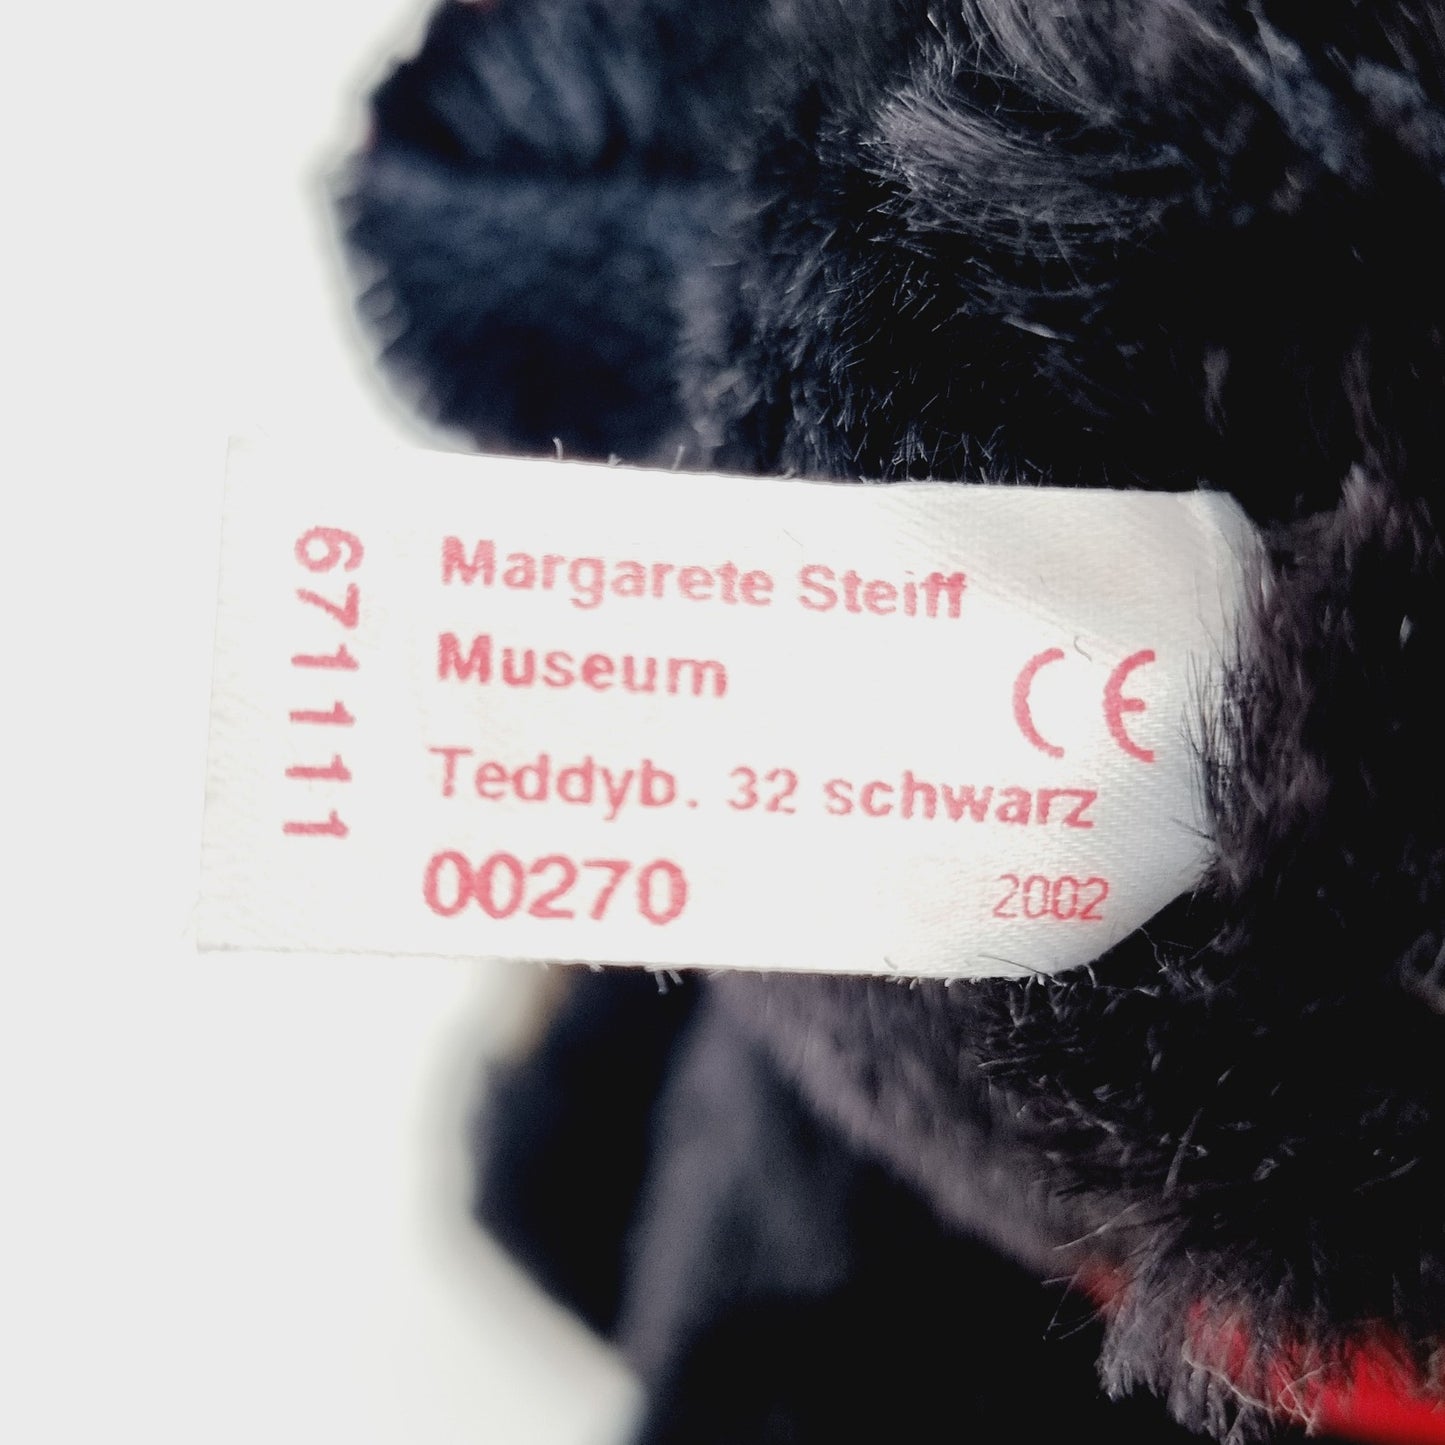 671111
Margarete Steiff
Museum
CE
Teddyb. 32 schwarz
00270
2002